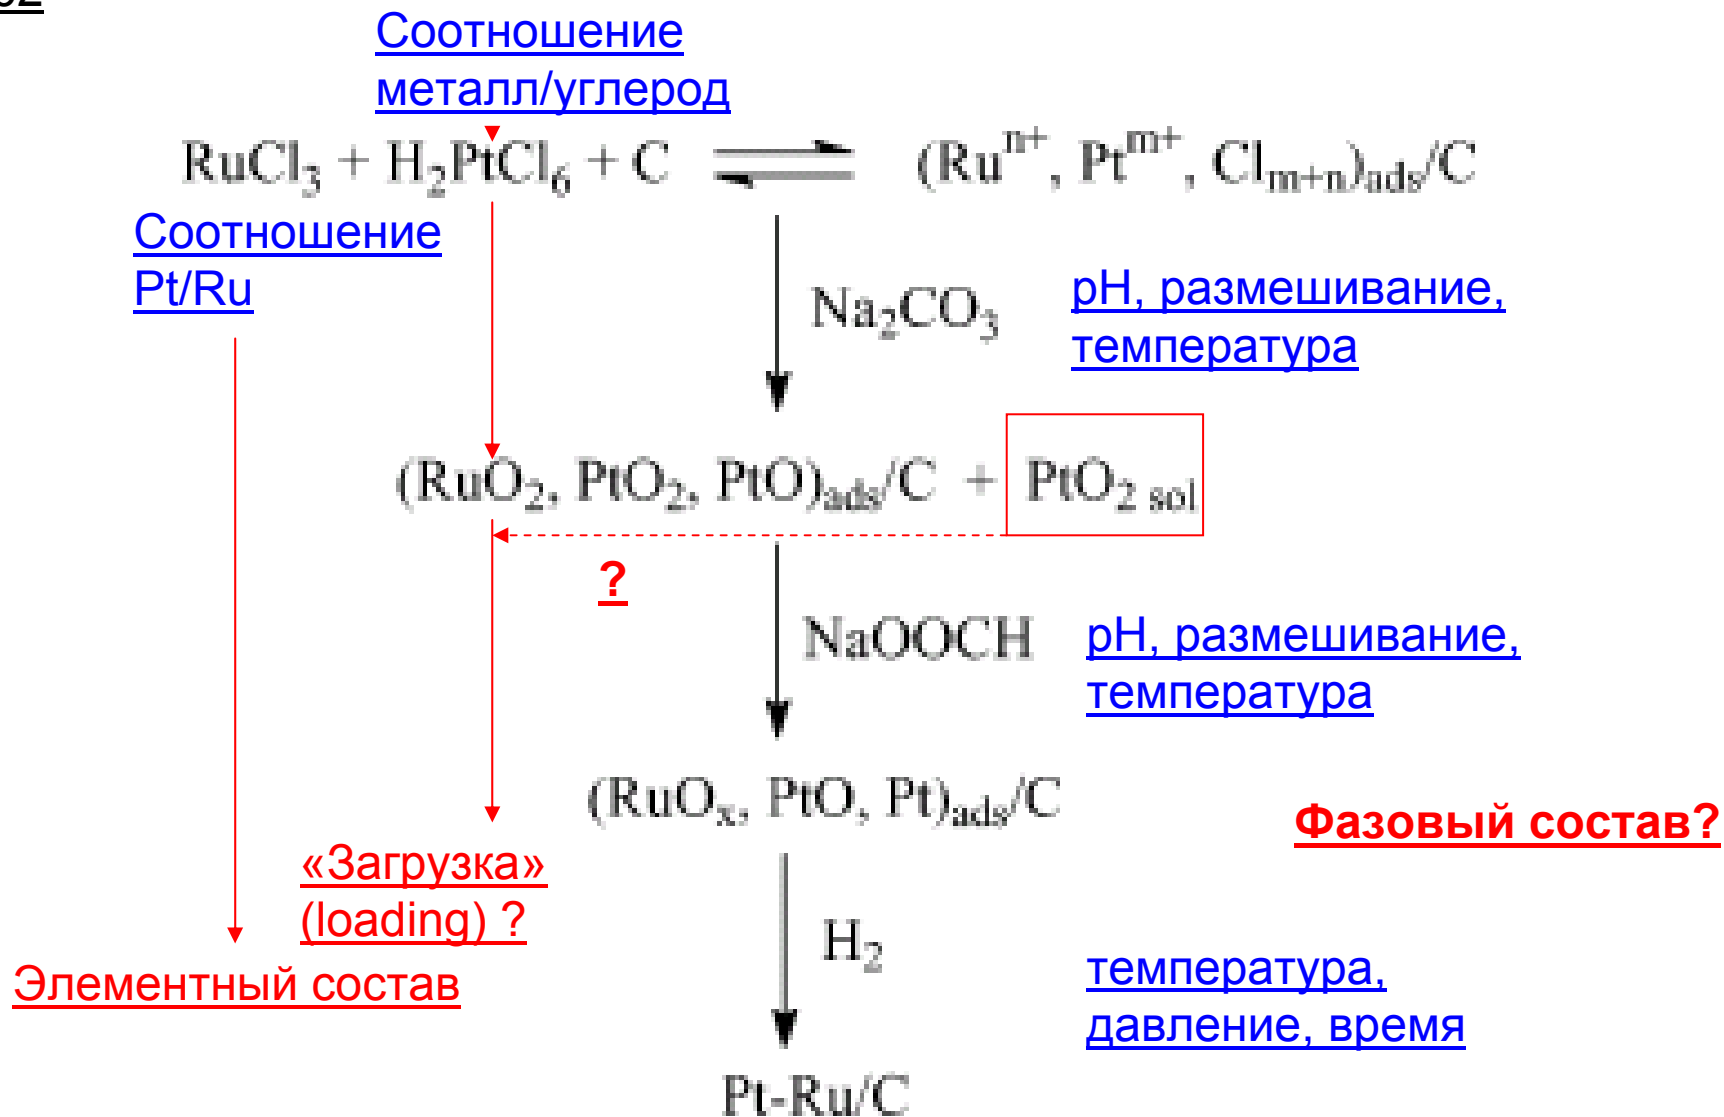 Соотношение
металл/углерод
RuCl₃ + H₂PtCl₆ + C ⇌ (Ruⁿ⁺, Ptᵐ⁺, Clₘ₊ₙ)ads/C
Соотношение
Pt/Ru
Na₂CO₃
pH, размешивание,
температура
(RuO₂, PtO₂, PtO)ads/C + PtO₂ sol
?
NaOOCH
pH, размешивание,
температура
(RuOₓ, PtO, Pt)ads/C
Фазовый состав?
«Загрузка»
(loading) ?
H₂
Элементный состав
температура,
давление, время
Pt-Ru/C